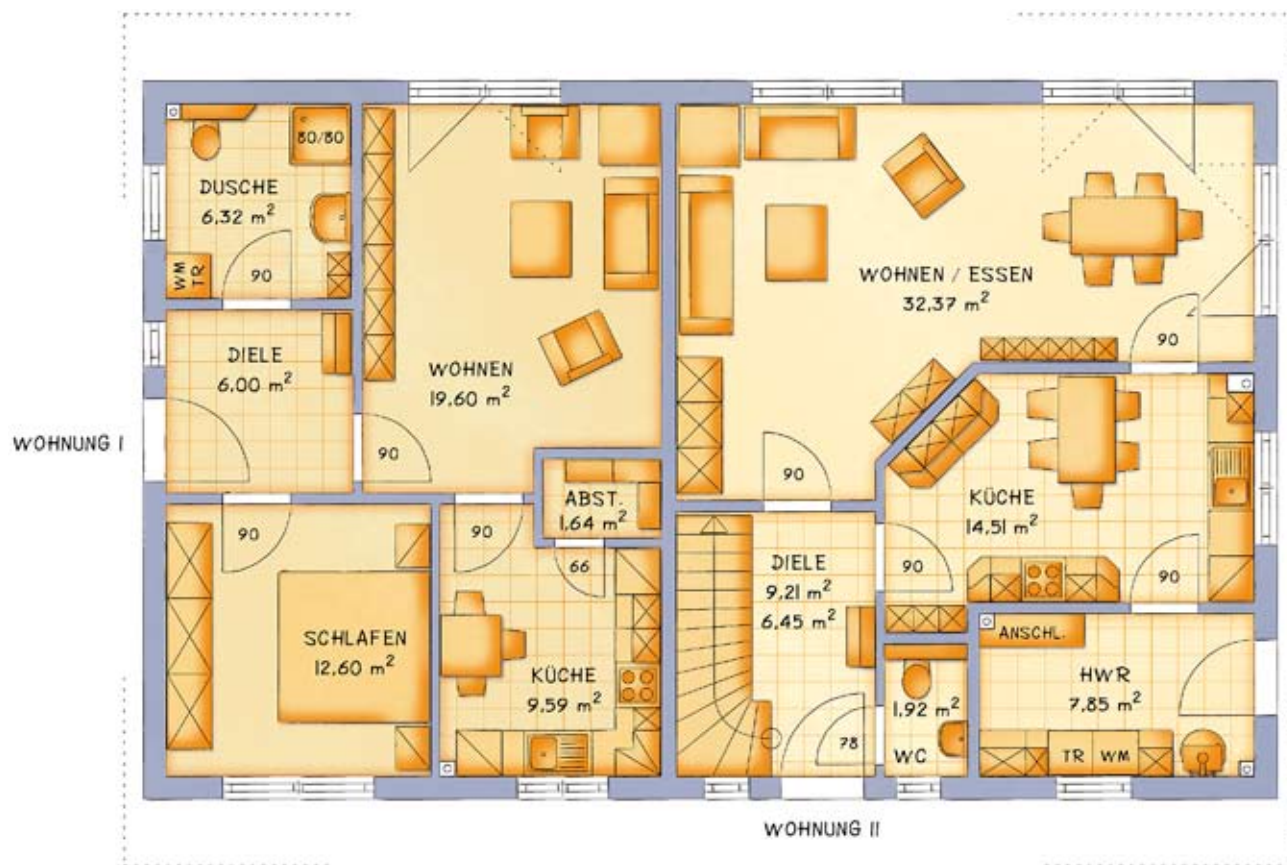 80/80
DUSCHE
6,32 m²
WM
TR
90
DIELE
6,00 m²
WOHNUNG I
90
WOHNEN
19,60 m²
90
SCHLAFEN
12,60 m²
90
KÜCHE
9,59 m²
ABST.
1,64 m²
66
WOHNEN / ESSEN
32,37 m²
90
90
KÜCHE
14,51 m²
90
90
DIELE
9,21 m²
6,45 m²
78
1,92 m²
WC
ANSCHL.
HWR
7,85 m²
TR WM
WOHNUNG II